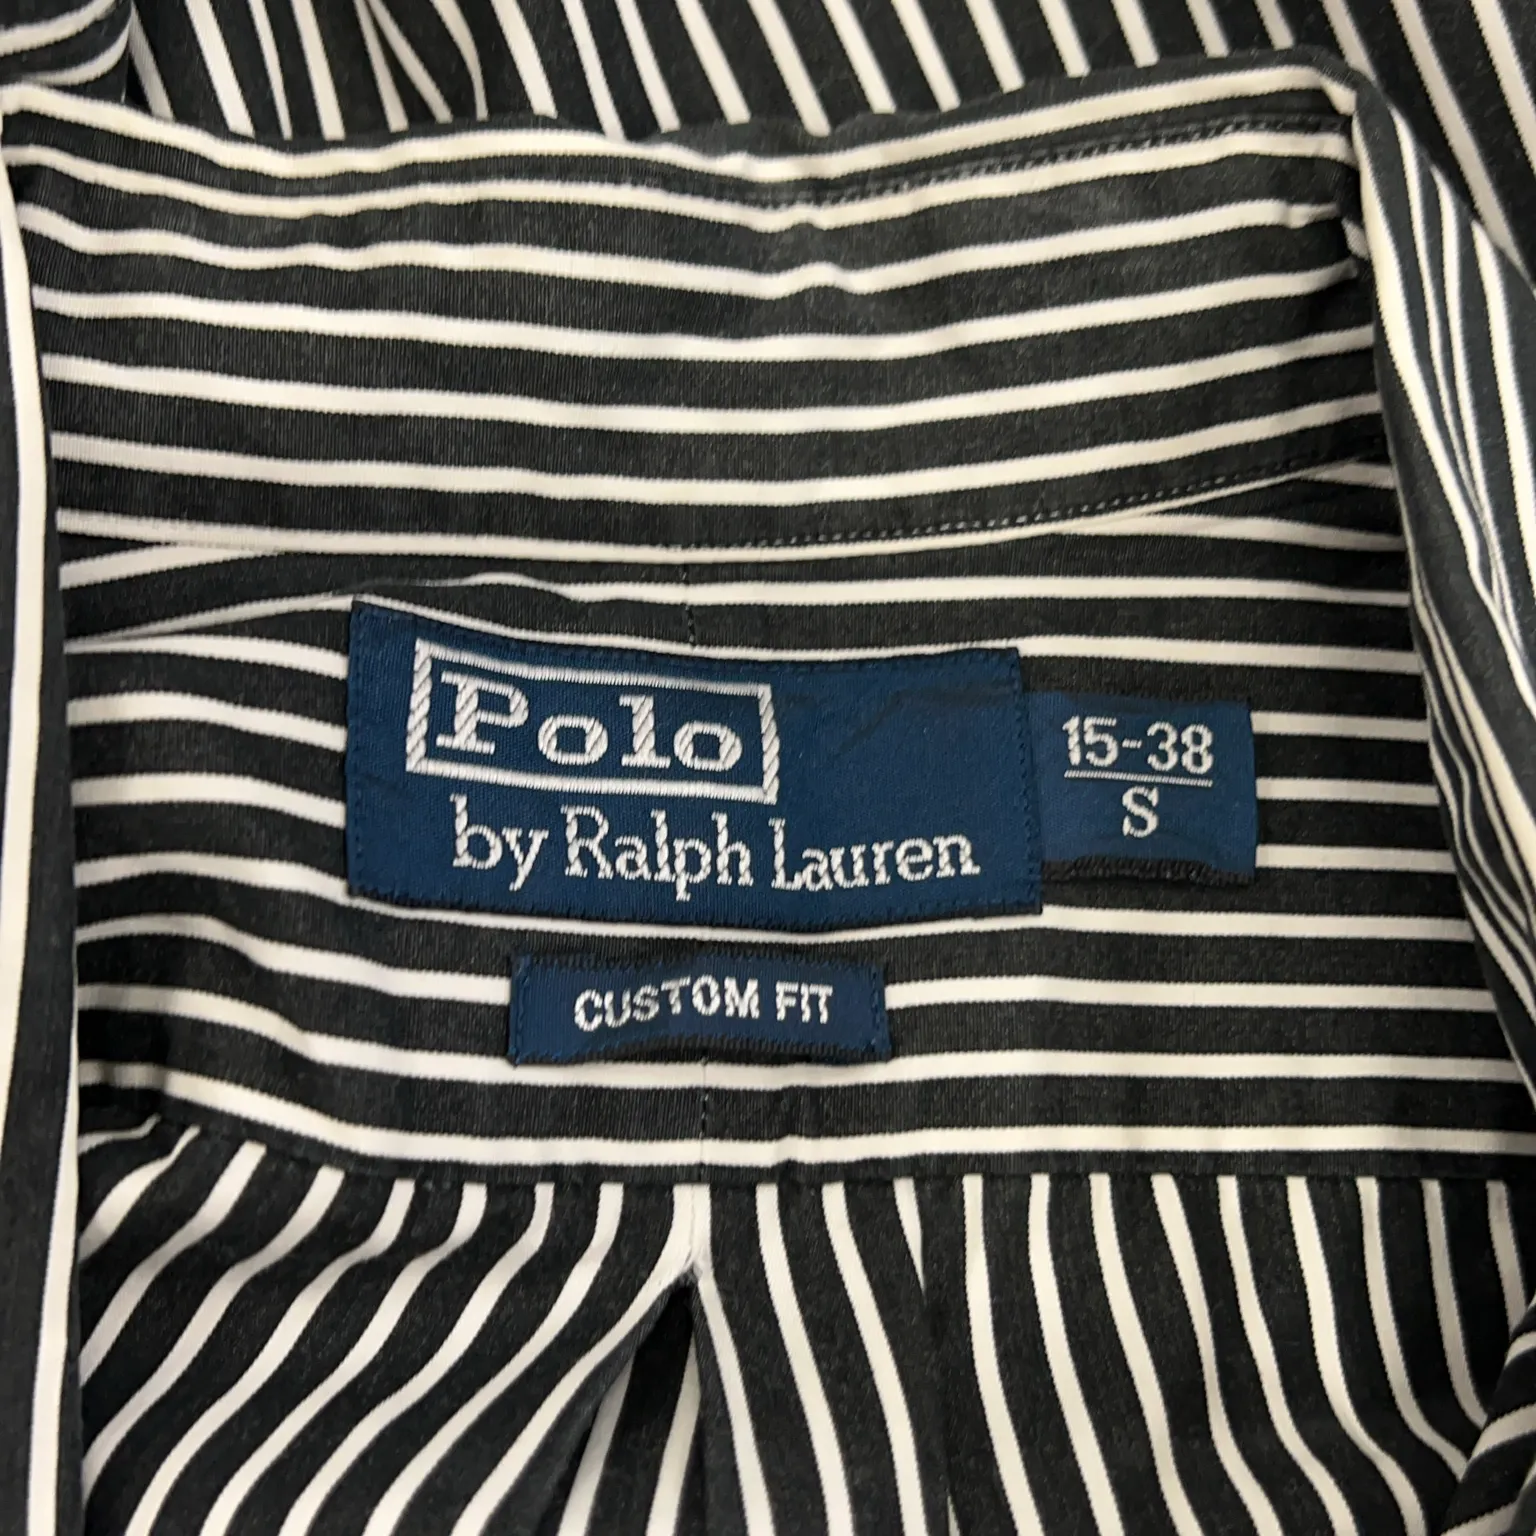 Polo
by Ralph Lauren
15-38
S
CUSTOM FIT